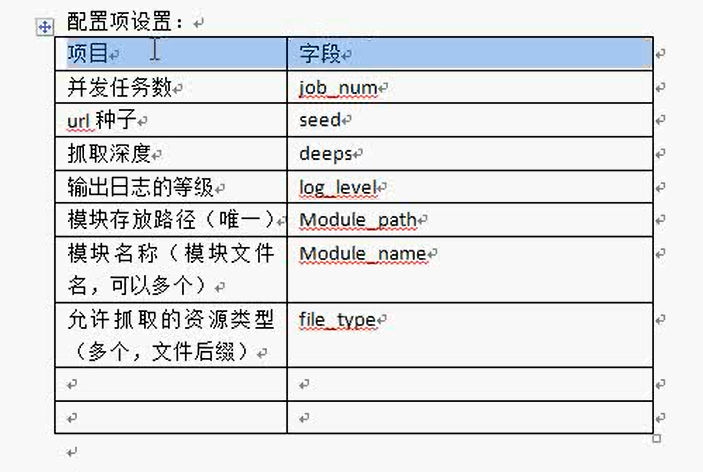 配置项设置：
项目 字段
并发任务数 job_num
url 种子 seed
抓取深度 deeps
输出日志的等级 log_level
模块存放路径（唯一） Module_path
模块名称（模块文件 Module_name
名，可以多个）
允许抓取的资源类型 file_type
（多个，文件后缀）